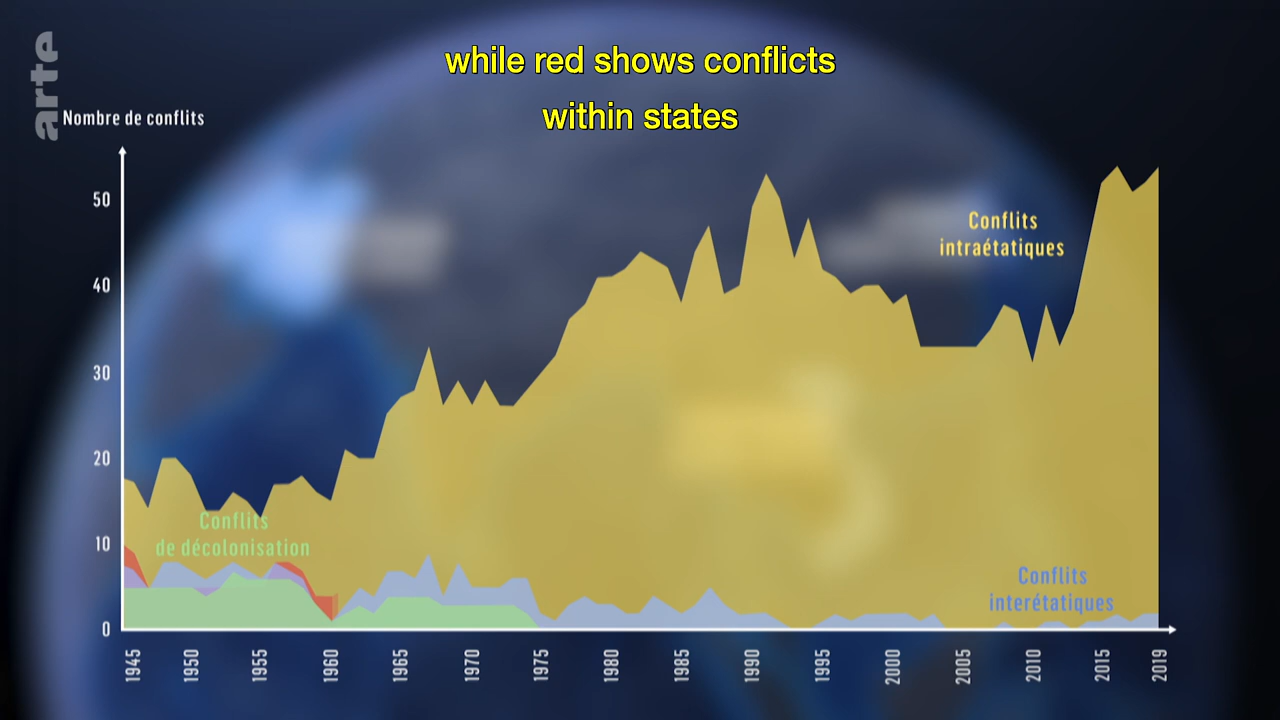 while red shows conflicts
within states
arte
Nombre de conflits
50
40
30
20
10
0
Conflits
intraétatiques
Conflits
de décolonisation
Conflits
interétatiques
1945 1950 1955 1960 1965 1970 1975 1980 1985 1990 1995 2000 2005 2010 2015 2019